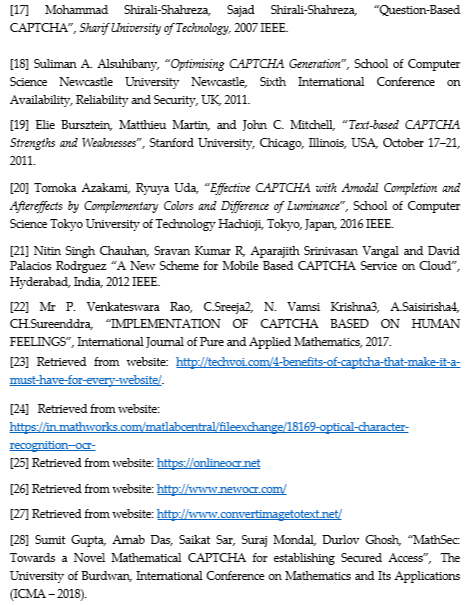 [17] Mohammad Shirali-Shahreza, Sajad Shirali-Shahreza, “Question-Based
CAPTCHA”, Sharif University of Technology, 2007 IEEE.
[18] Suliman A. Alsuhibany, “Optimising CAPTCHA Generation”, School of Computer
Science Newcastle University Newcastle, Sixth International Conference on
Availability, Reliability and Security, UK, 2011.
[19] Elie Bursztein, Matthieu Martin, and John C. Mitchell, “Text-based CAPTCHA
Strengths and Weaknesses”, Stanford University, Chicago, Illinois, USA, October 17–21,
2011.
[20] Tomoka Azakami, Ryuya Uda, “Effective CAPTCHA with Amodal Completion and
Aftereffects by Complementary Colors and Difference of Luminance”, School of Computer
Science Tokyo University of Technology Hachioji, Tokyo, Japan, 2016 IEEE.
[21] Nitin Singh Chauhan, Sravan Kumar R, Aparajith Srinivasan Vangal and David
Palacios Rodrguez “A New Scheme for Mobile Based CAPTCHA Service on Cloud”,
Hyderabad, India, 2012 IEEE.
[22] Mr P. Venkateswara Rao, C.Sreeja2, N. Vamsi Krishna3, A.Saisirisha4,
CH.Sureenddra, “IMPLEMENTATION OF CAPTCHA BASED ON HUMAN
FEELINGS”, International Journal of Pure and Applied Mathematics, 2017.
[23] Retrieved from website: http://techvoi.com/4-benefits-of-captcha-that-make-it-a-
must-have-for-every-website/.
[24] Retrieved from website:
https://in.mathworks.com/matlabcentral/fileexchange/18169-optical-character-
recognition--ocr-
[25] Retrieved from website: https://onlineocr.net
[26] Retrieved from website: http://www.newocr.com/
[27] Retrieved from website: http://www.convertimagetotext.net/
[28] Sumit Gupta, Arnab Das, Saikat Sar, Suraj Mondal, Durlov Ghosh, “MathSec:
Towards a Novel Mathematical CAPTCHA for establishing Secured Access”, The
University of Burdwan, International Conference on Mathematics and Its Applications
(ICMA – 2018).